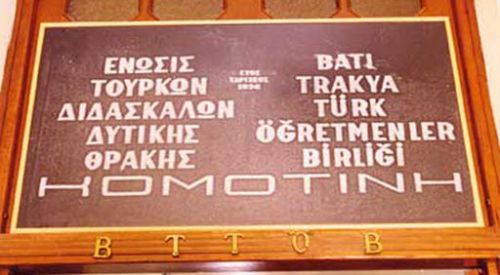 ΕΝΩΣΙΣ
ΤΟΥΡΚΩΝ
ΔΙΔΑΣΚΑΛΩΝ
ΔΥΤΙΚΗΣ
ΘΡΑΚΗΣ
ΕΤΟΣ
ΙΔΡΥΣΕΩΣ
1936
BATI
TRAKYA
TÜRK
ÖĞRETMENLER
BİRLİĞİ
ΚΟΜΟΤΙΝΗ
B T T Ö B